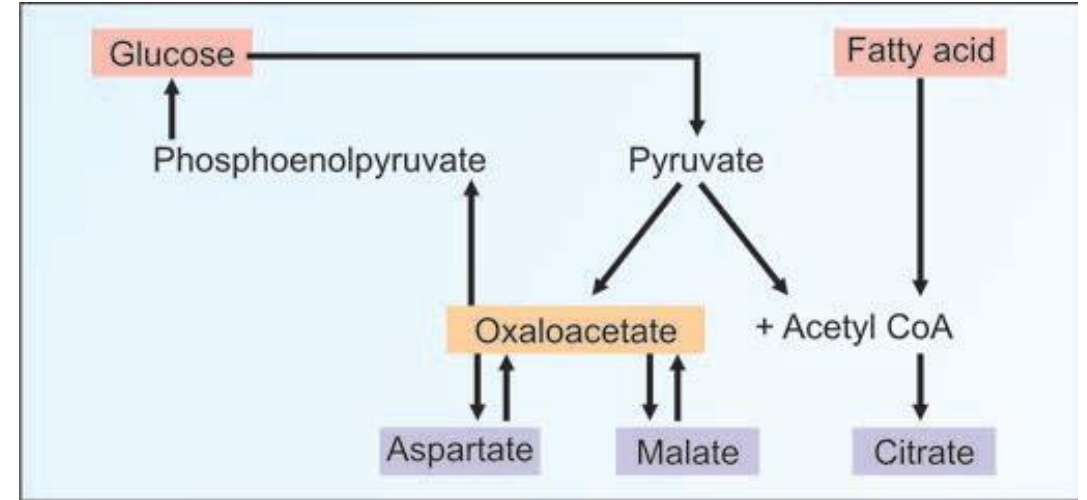 Glucose
Fatty acid
Phosphoenolpyruvate
Pyruvate
Oxaloacetate
+ Acetyl CoA
Aspartate
Malate
Citrate